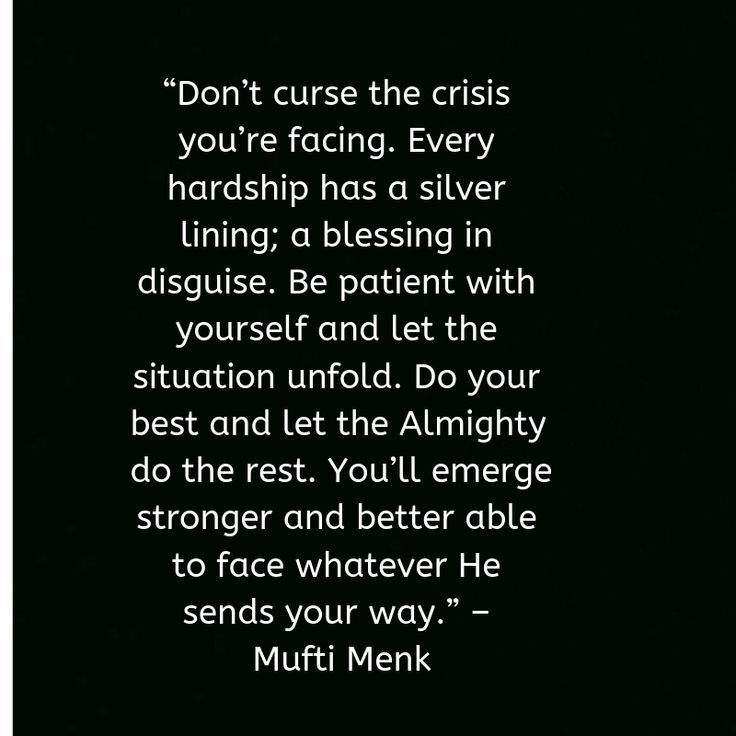 “Don’t curse the crisis
you’re facing. Every
hardship has a silver
lining; a blessing in
disguise. Be patient with
yourself and let the
situation unfold. Do your
best and let the Almighty
do the rest. You’ll emerge
stronger and better able
to face whatever He
sends your way.” –
Mufti Menk